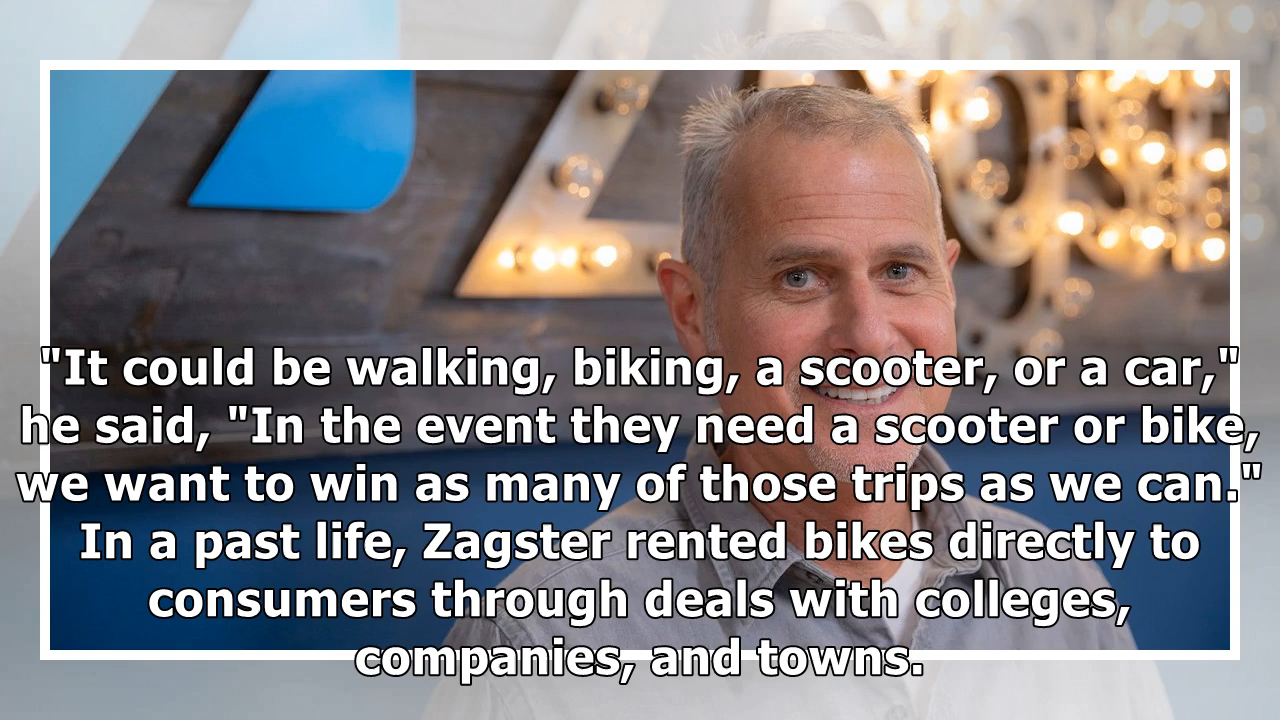 "It could be walking, biking, a scooter, or a car,"
he said, "In the event they need a scooter or bike,
we want to win as many of those trips as we can."
In a past life, Zagster rented bikes directly to
consumers through deals with colleges,
companies, and towns.